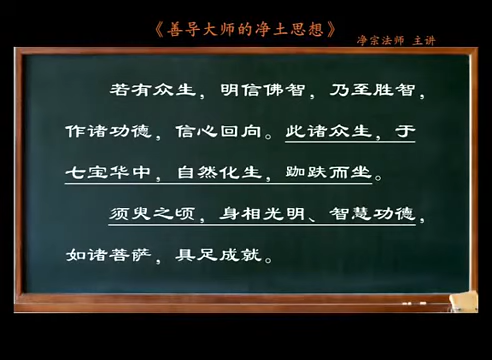 《善导大师的净土思想》
净宗法师 主讲
若有众生，明信佛智，乃至胜智，
作诸功德，信心回向。此诸众生，于
七宝华中，自然化生，跏趺而坐。
须臾之顷，身相光明、智慧功德，
如诸菩萨，具足成就。